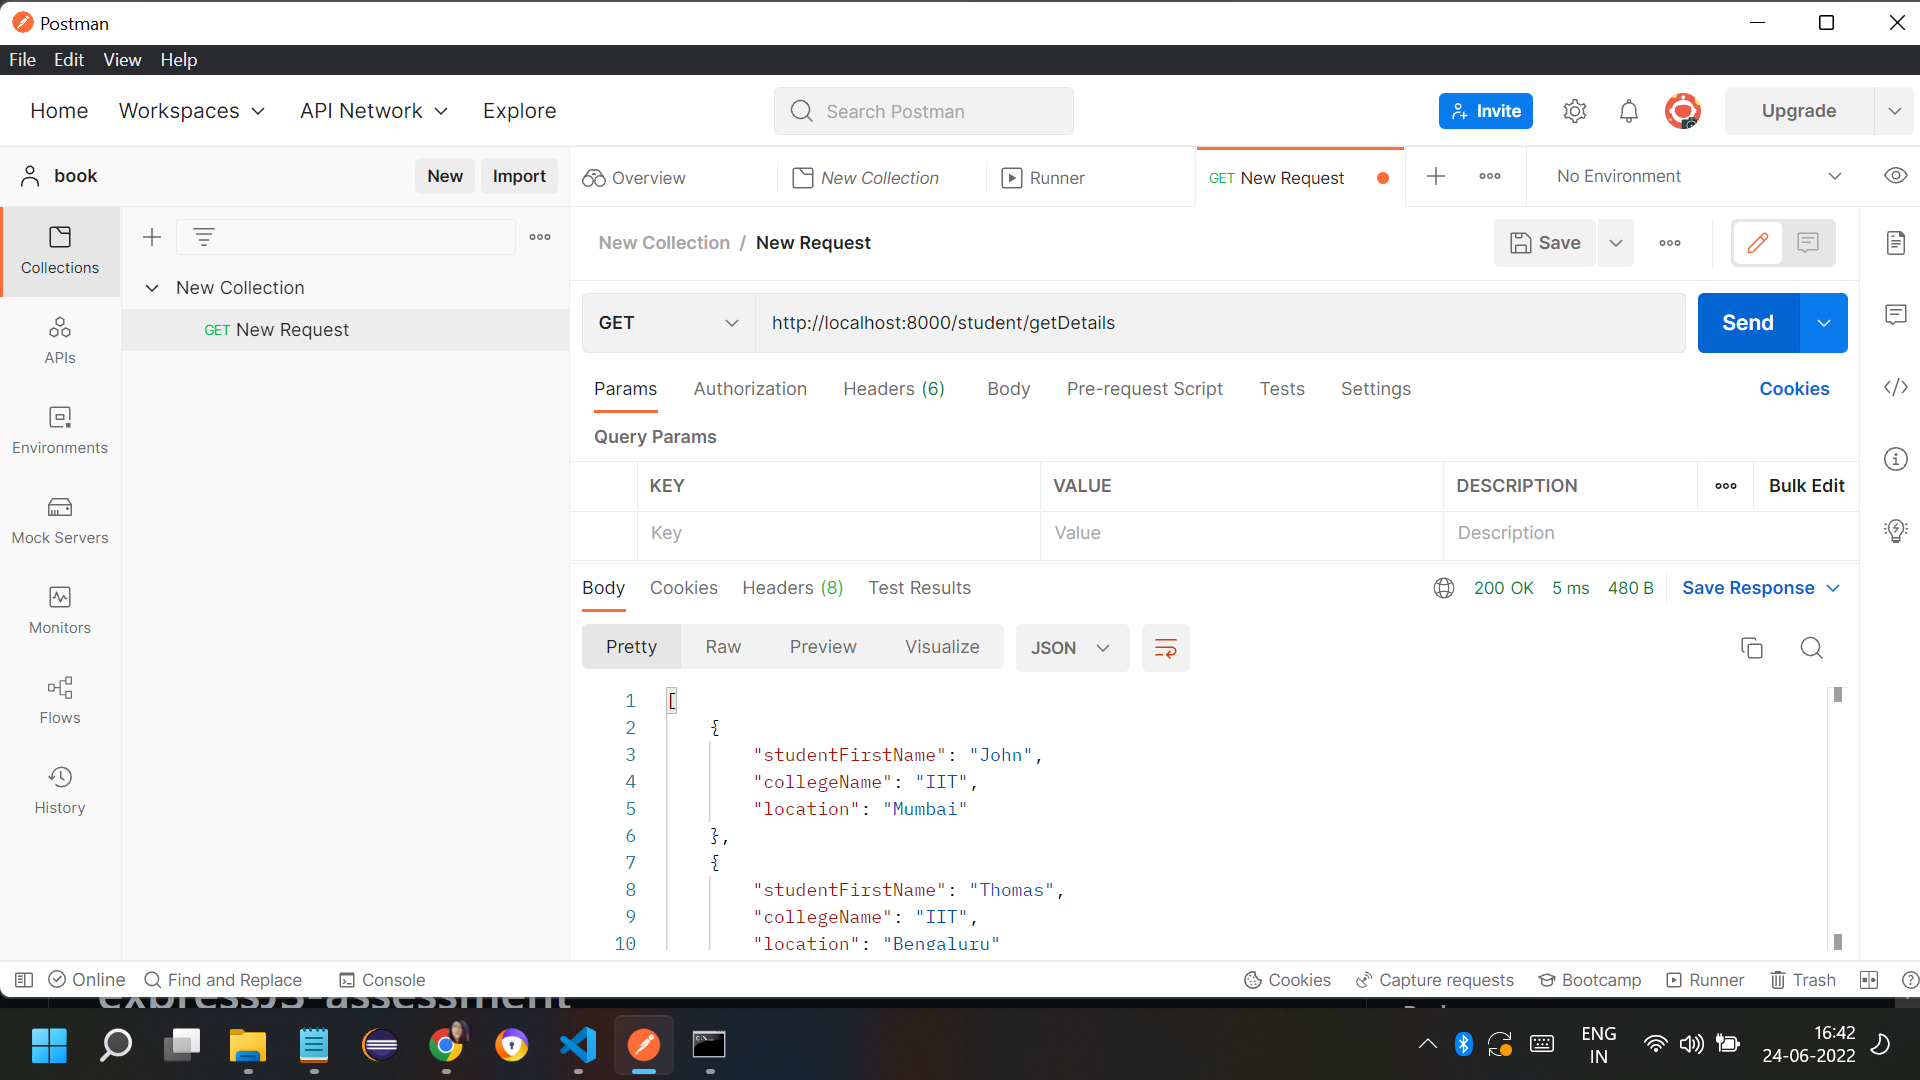 Postman
File Edit View Help
Home Workspaces API Network Explore Search Postman Invite Upgrade
book New Import Overview New Collection Runner GET New Request No Environment
New Collection / New Request Save
Collections
New Collection
GET New Request
GET http://localhost:8000/student/getDetails Send
APIs
Params Authorization Headers (6) Body Pre-request Script Tests Settings Cookies
Query Params
Environments
KEY VALUE DESCRIPTION Bulk Edit
Key Value Description
Mock Servers
Body Cookies Headers (8) Test Results 200 OK 5 ms 480 B Save Response
Monitors
Pretty Raw Preview Visualize JSON
Flows
History
1 [
2 {
3 "studentFirstName": "John",
4 "collegeName": "IIT",
5 "location": "Mumbai"
6 },
7 {
8 "studentFirstName": "Thomas",
9 "collegeName": "IIT",
10 "location": "Bengaluru"
Online Find and Replace Console Cookies Capture requests Bootcamp Runner Trash
expressJS-assessment
ENG
IN
16:42
24-06-2022